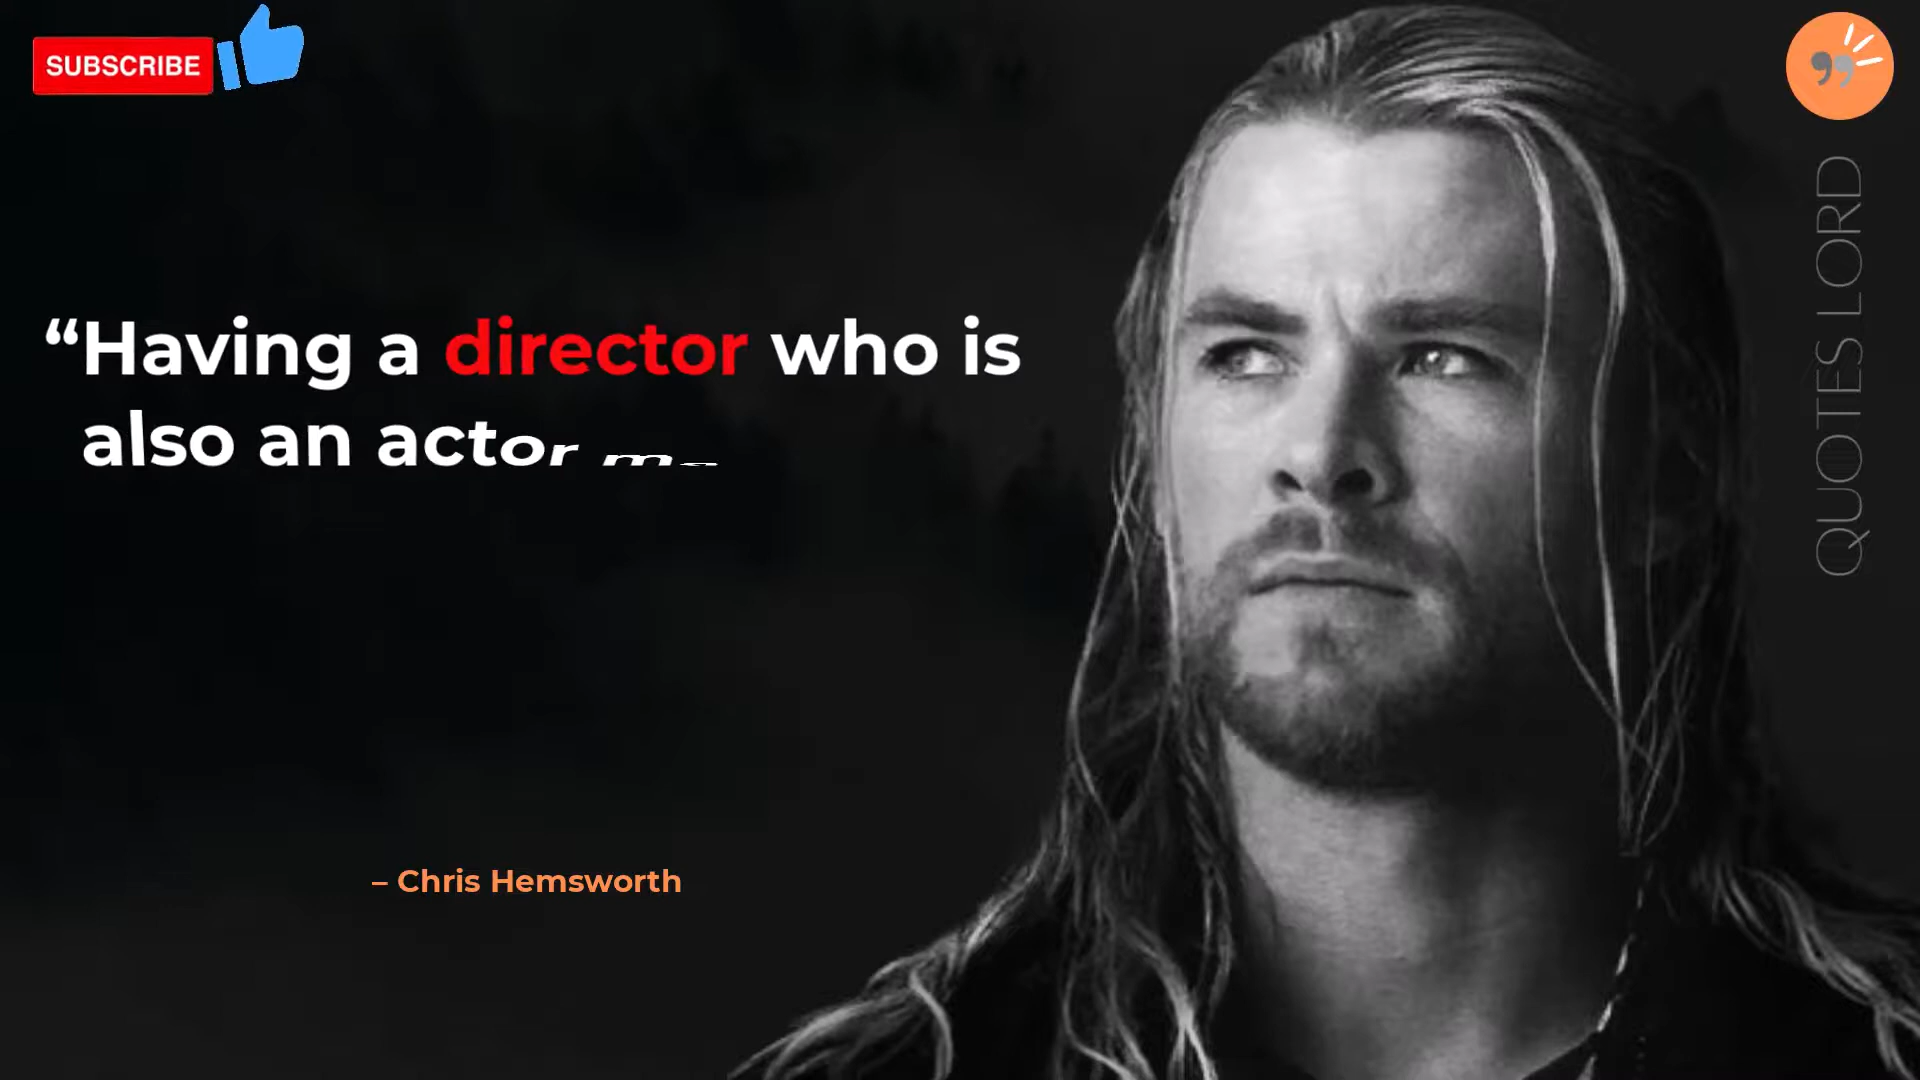 SUBSCRIBE
“Having a director who is
also an actor
– Chris Hemsworth
QUOTES LORD